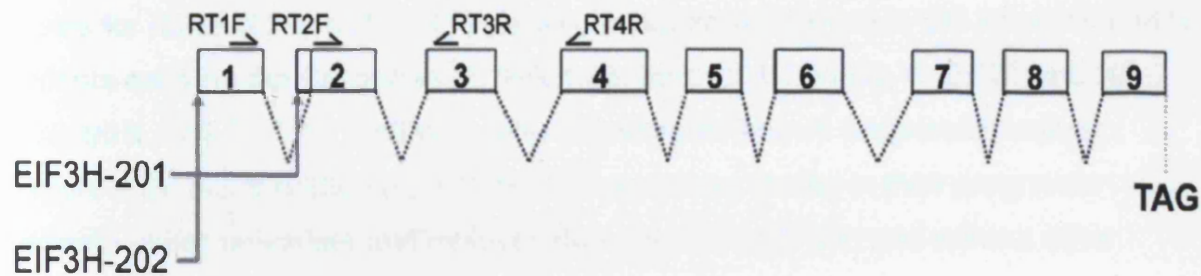 RT1F RT2F RT3R RT4R
1 2 3 4 5 6 7 8 9
EIF3H-201
TAG
EIF3H-202